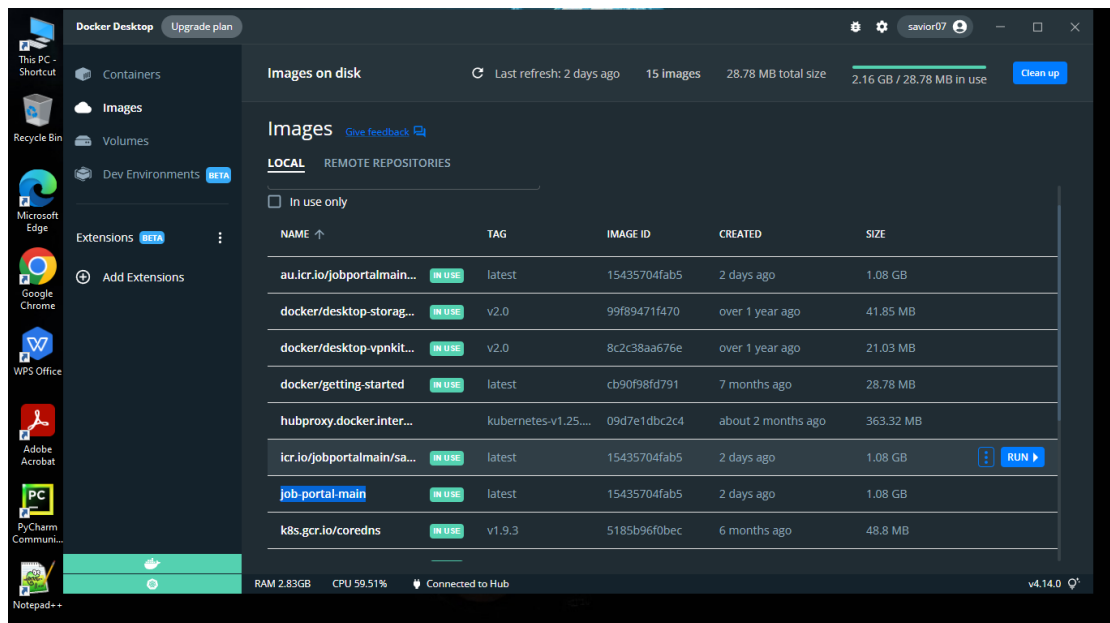 This PC - Shortcut
Recycle Bin
Microsoft Edge
Google Chrome
WPS Office
Adobe Acrobat
PyCharm Communi...
Notepad++
Docker Desktop Upgrade plan savior07
Containers
Images
Volumes
Dev Environments BETA
Extensions BETA
Add Extensions
Images on disk Last refresh: 2 days ago 15 images 28.78 MB total size 2.16 GB / 28.78 MB in use Clean up
Images Give feedback
LOCAL REMOTE REPOSITORIES
In use only
NAME TAG IMAGE ID CREATED SIZE
au.icr.io/jobportalmain... IN USE latest 15435704fab5 2 days ago 1.08 GB
docker/desktop-storag... IN USE v2.0 99f89471f470 over 1 year ago 41.85 MB
docker/desktop-vpnkit... IN USE v2.0 8c2c38aa676e over 1 year ago 21.03 MB
docker/getting-started IN USE latest cb90f98fd791 7 months ago 28.78 MB
hubproxy.docker.inter... kubernetes-v1.25.... 09d7e1dbc2c4 about 2 months ago 363.32 MB
icr.io/jobportalmain/sa... IN USE latest 15435704fab5 2 days ago 1.08 GB RUN
job-portal-main IN USE latest 15435704fab5 2 days ago 1.08 GB
k8s.gcr.io/coredns IN USE v1.9.3 5185b96f0bec 6 months ago 48.8 MB
RAM 2.83GB CPU 59.51% Connected to Hub v4.14.0